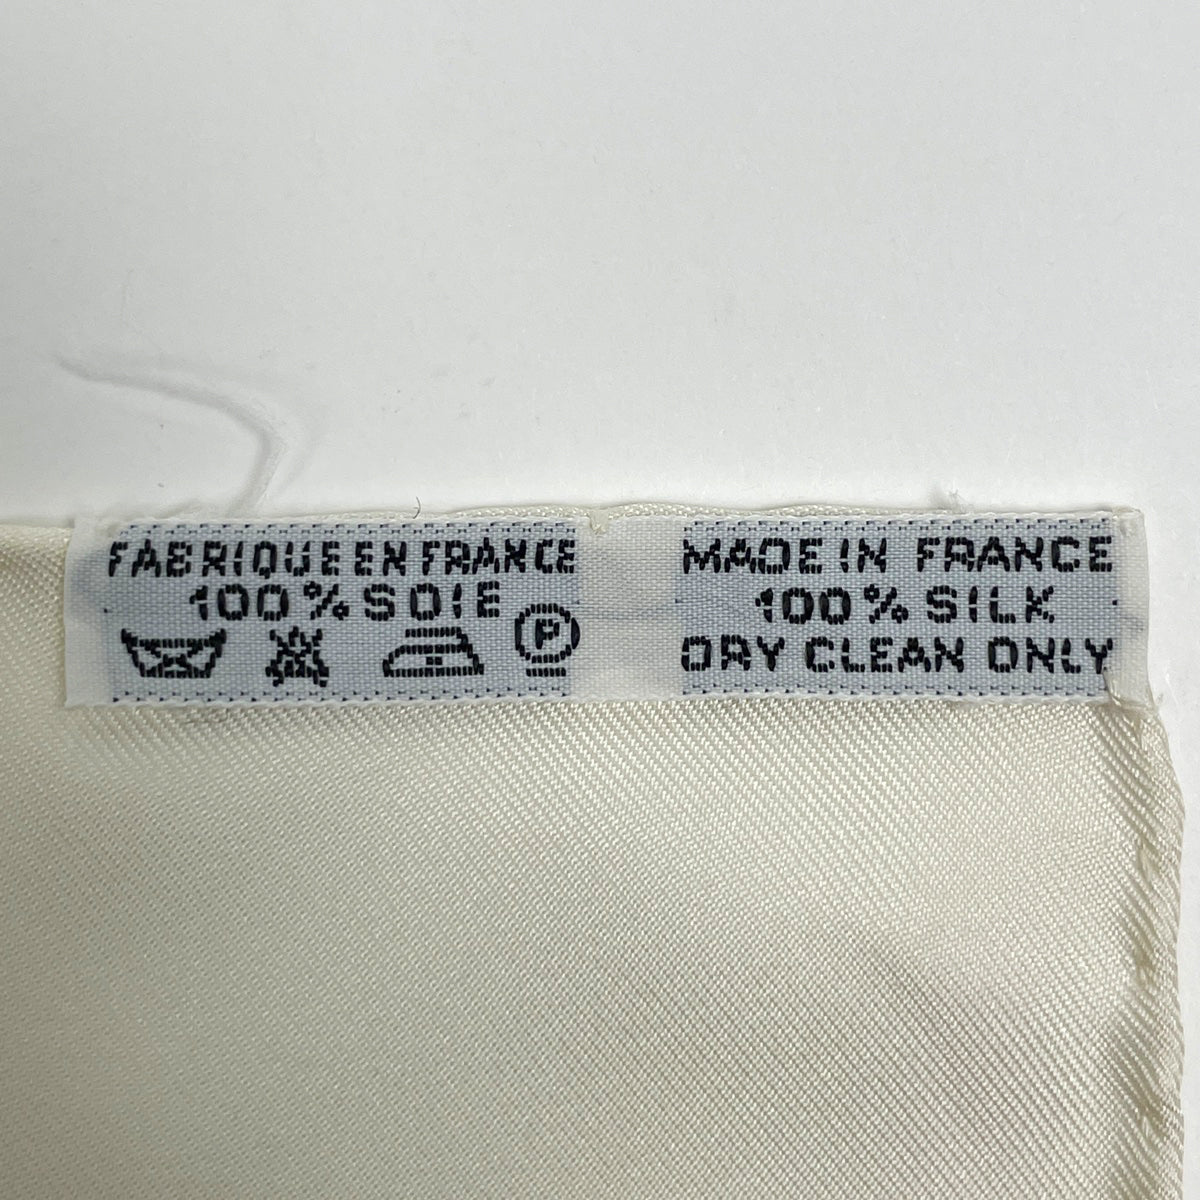 FABRIQUE EN FRANCE
100% SOIE
P
MADE IN FRANCE
100% SILK
DRY CLEAN ONLY